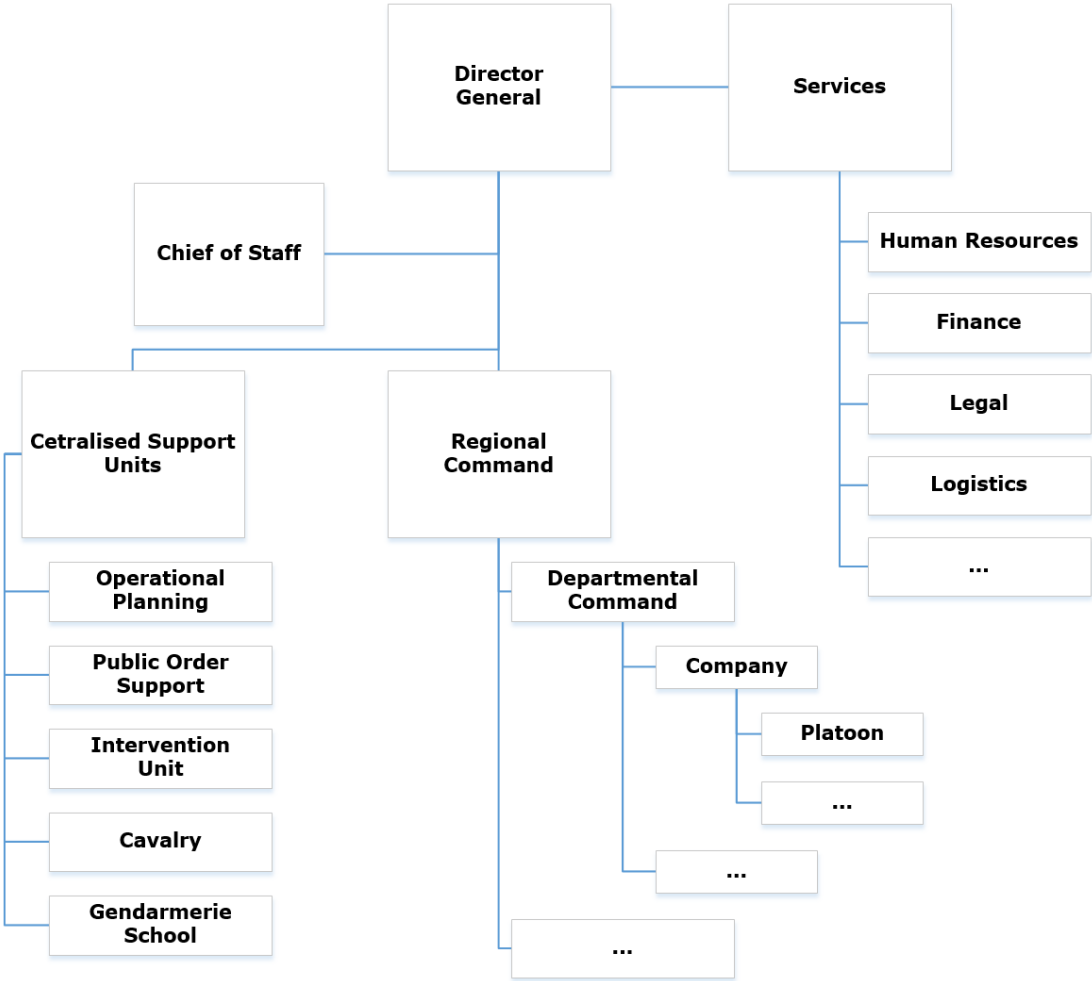 Director
General
Services
Chief of Staff
Human Resources
Finance
Legal
Logistics
...
Cetralised Support
Units
Regional
Command
Operational
Planning
Public Order
Support
Intervention
Unit
Cavalry
Gendarmerie
School
Departmental
Command
Company
Platoon
...
...
...